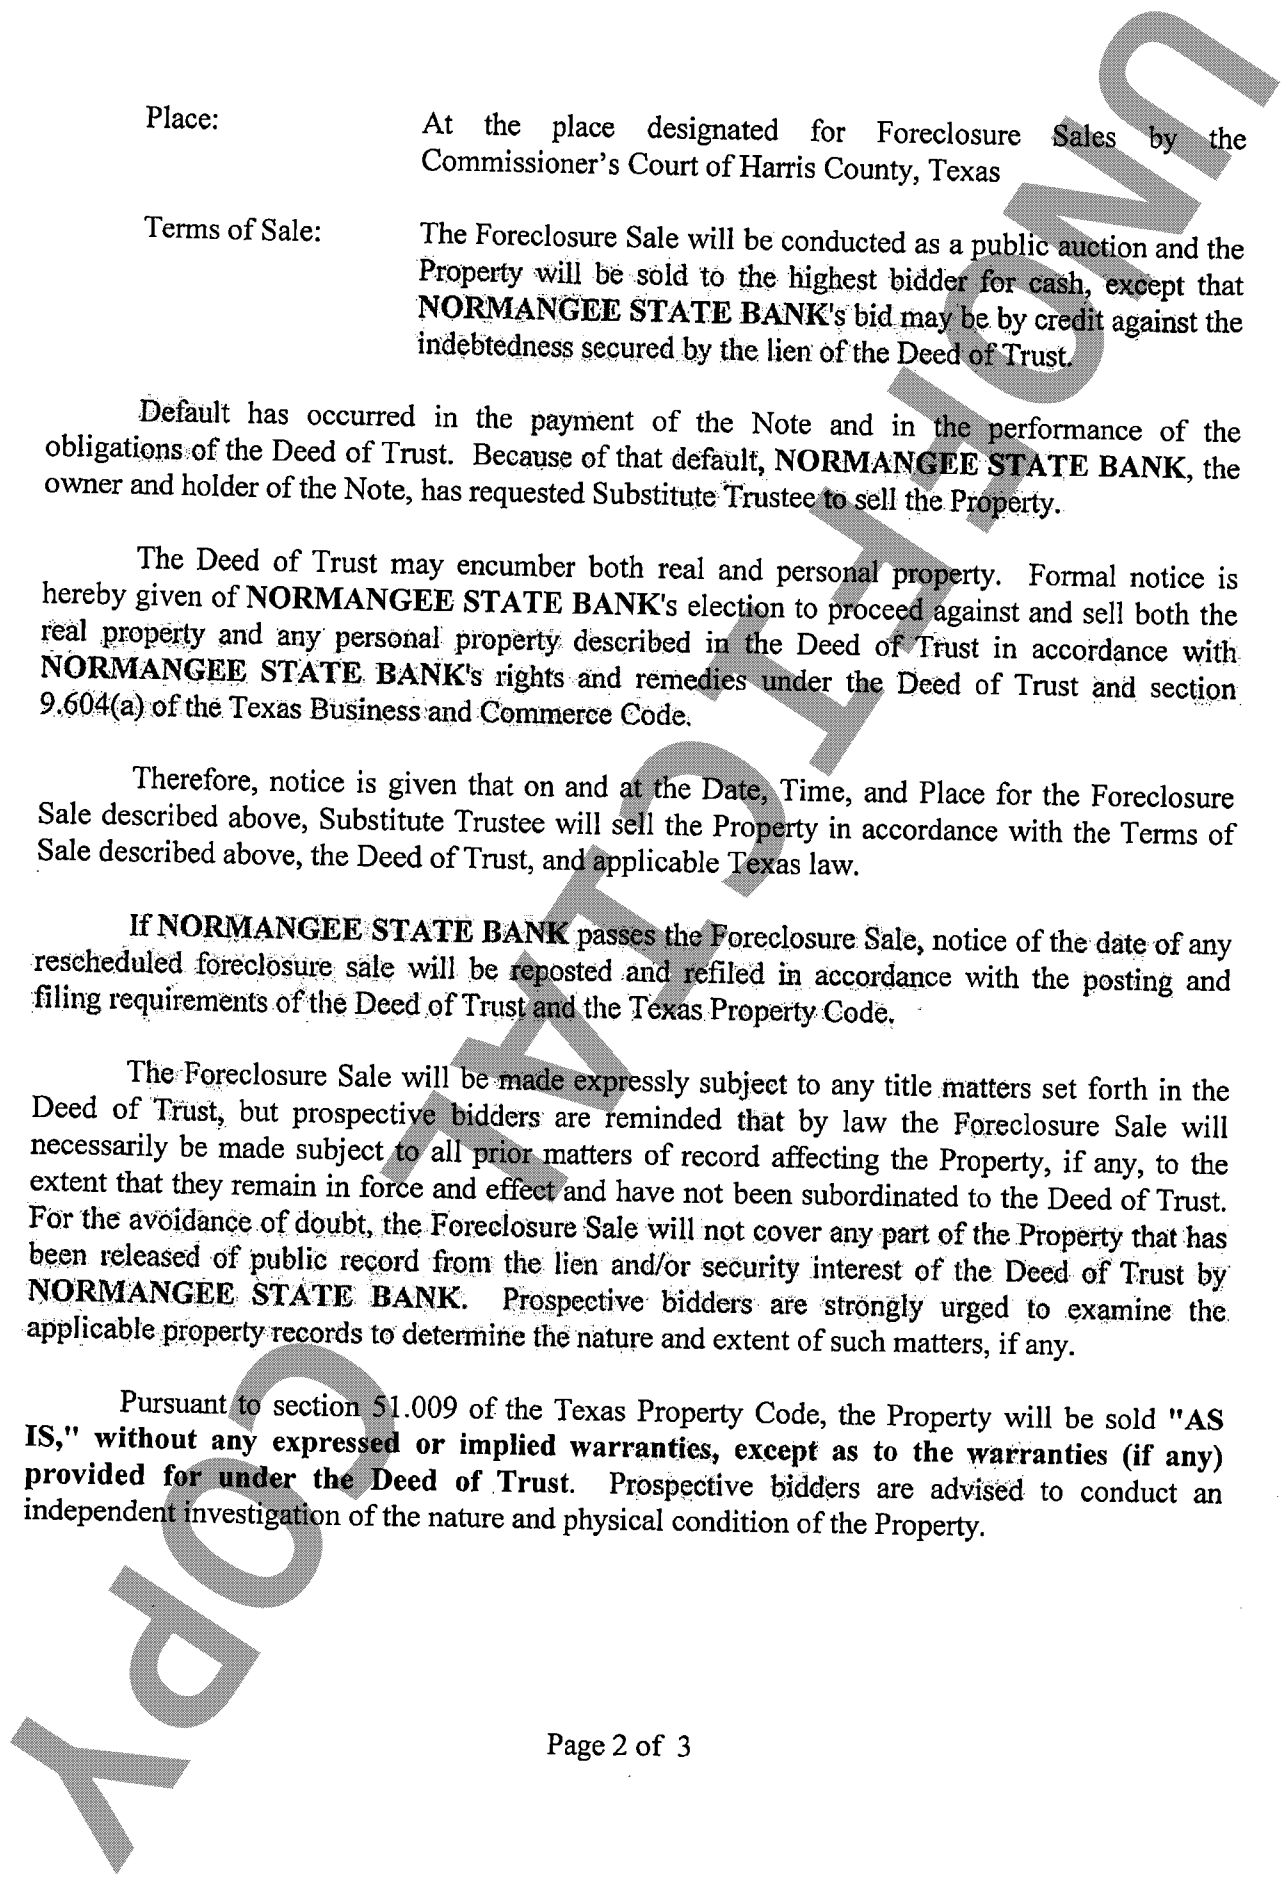 Place: At the place designated for Foreclosure Sales by the
Commissioner's Court of Harris County, Texas
Terms of Sale: The Foreclosure Sale will be conducted as a public auction and the
Property will be sold to the highest bidder for cash, except that
NORMANGEE STATE BANK's bid may be by credit against the
indebtedness secured by the lien of the Deed of Trust.
Default has occurred in the payment of the Note and in the performance of the
obligations of the Deed of Trust. Because of that default, NORMANGEE STATE BANK, the
owner and holder of the Note, has requested Substitute Trustee to sell the Property.
The Deed of Trust may encumber both real and personal property. Formal notice is
hereby given of NORMANGEE STATE BANK's election to proceed against and sell both the
real property and any personal property described in the Deed of Trust in accordance with
NORMANGEE STATE BANK's rights and remedies under the Deed of Trust and section
9.604(a) of the Texas Business and Commerce Code.
Therefore, notice is given that on and at the Date, Time, and Place for the Foreclosure
Sale described above, Substitute Trustee will sell the Property in accordance with the Terms of
Sale described above, the Deed of Trust, and applicable Texas law.
If NORMANGEE STATE BANK passes the Foreclosure Sale, notice of the date of any
rescheduled foreclosure sale will be reposted and refiled in accordance with the posting and
filing requirements of the Deed of Trust and the Texas Property Code.
The Foreclosure Sale will be made expressly subject to any title matters set forth in the
Deed of Trust, but prospective bidders are reminded that by law the Foreclosure Sale will
necessarily be made subject to all prior matters of record affecting the Property, if any, to the
extent that they remain in force and effect and have not been subordinated to the Deed of Trust.
For the avoidance of doubt, the Foreclosure Sale will not cover any part of the Property that has
been released of public record from the lien and/or security interest of the Deed of Trust by
NORMANGEE STATE BANK. Prospective bidders are strongly urged to examine the
applicable property records to determine the nature and extent of such matters, if any.
Pursuant to section 51.009 of the Texas Property Code, the Property will be sold "AS
IS," without any expressed or implied warranties, except as to the warranties (if any)
provided for under the Deed of Trust. Prospective bidders are advised to conduct an
independent investigation of the nature and physical condition of the Property.
Page 2 of 3
UNOFFICIAL COPY